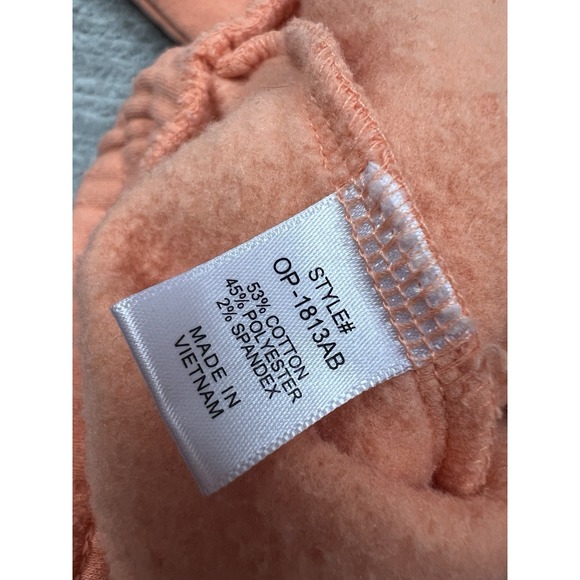 STYLE#
OP-1813AB
53% COTTON
45% POLYESTER
2% SPANDEX
MADE IN
VIETNAM